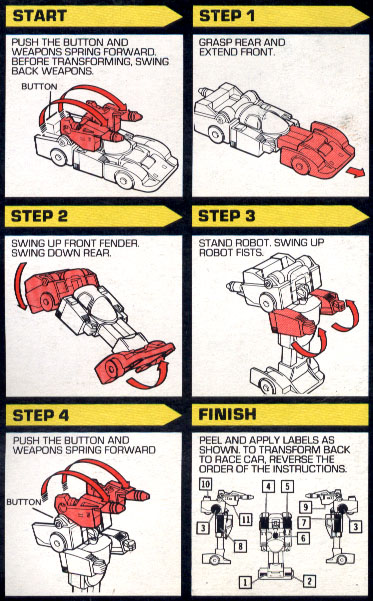 START
PUSH THE BUTTON AND
WEAPONS SPRING FORWARD.
BEFORE TRANSFORMING, SWING
BACK WEAPONS.
BUTTON
STEP 1
GRASP REAR AND
EXTEND FRONT.
STEP 2
SWING UP FRONT FENDER.
SWING DOWN REAR.
STEP 3
STAND ROBOT. SWING UP
ROBOT FISTS.
STEP 4
PUSH THE BUTTON AND
WEAPONS SPRING FORWARD
BUTTON
FINISH
PEEL AND APPLY LABELS AS
SHOWN. TO TRANSFORM BACK
TO RACE CAR, REVERSE THE
ORDER OF THE INSTRUCTIONS.
10 4 5 9
3 11 7 3
8 6
1 2